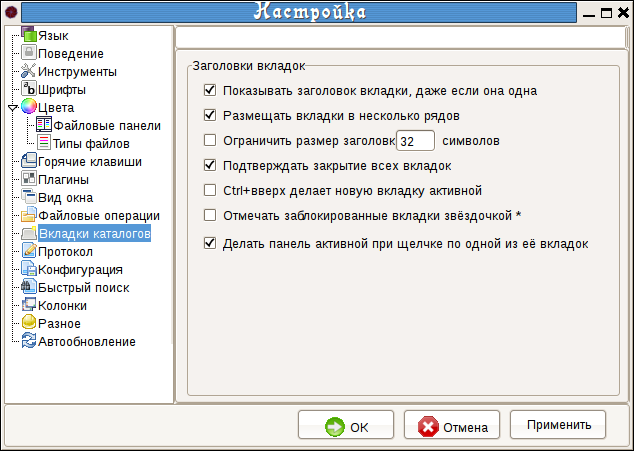 Настройка
Язык
Поведение
Инструменты
Шрифты
Цвета
Файловые панели
Типы файлов
Горячие клавиши
Плагины
Вид окна
Файловые операции
Вкладки каталогов
Протокол
Конфигурация
Быстрый поиск
Колонки
Разное
Автообновление
Заголовки вкладок
Показывать заголовок вкладки, даже если она одна
Размещать вкладки в несколько рядов
Ограничить размер заголовк 32 символов
Подтверждать закрытие всех вкладок
Ctrl+вверх делает новую вкладку активной
Отмечать заблокированные вкладки звёздочкой *
Делать панель активной при щелчке по одной из её вкладок
OK Отмена Применить